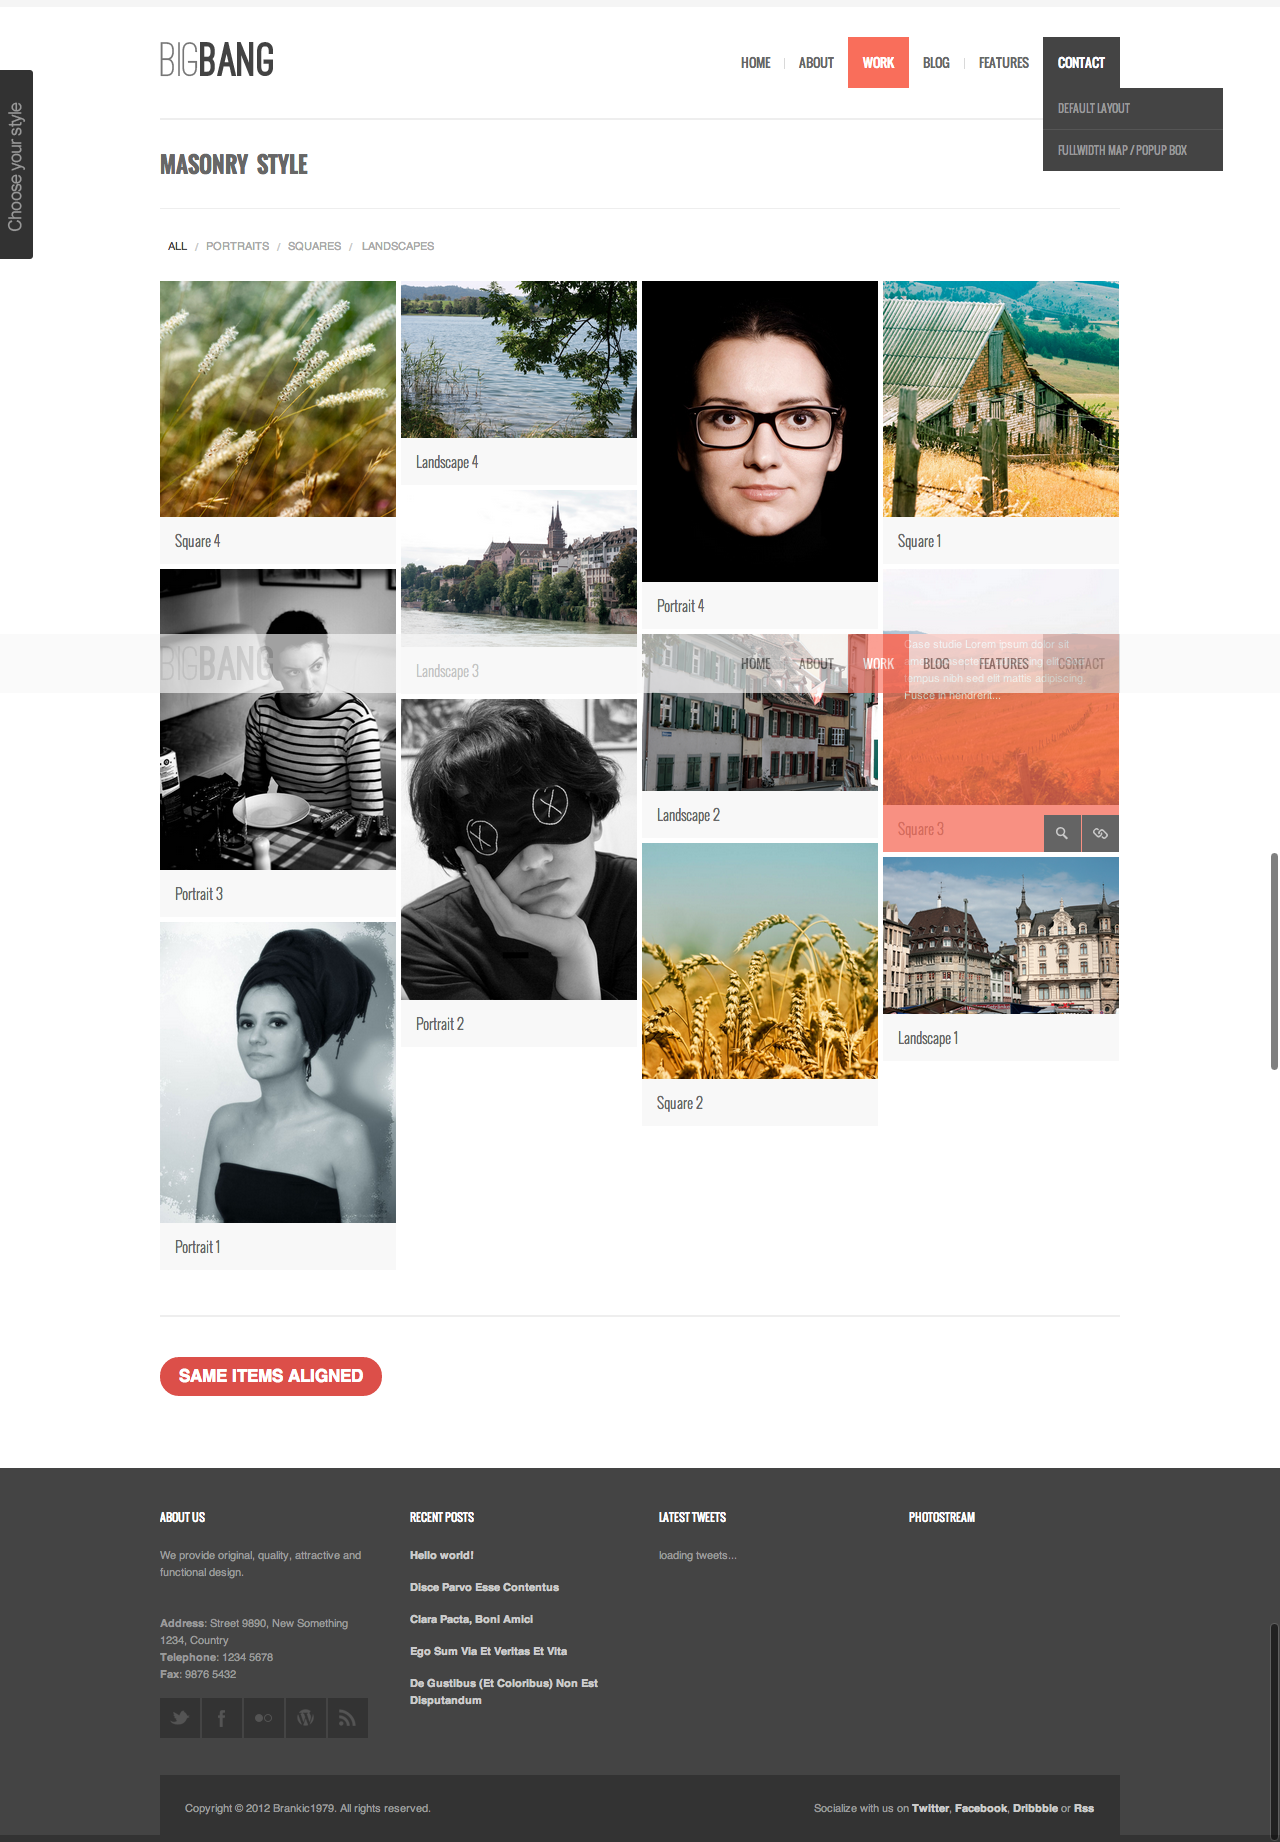 BIGBANG
HOME ABOUT WORK BLOG FEATURES CONTACT
DEFAULT LAYOUT
FULLWIDTH MAP / POPUP BOX
Choose your style
MASONRY STYLE
ALL / PORTRAITS / SQUARES / LANDSCAPES
Square 4
Landscape 4
Portrait 4
Square 1
Landscape 3
BIGBANG
HOME ABOUT WORK BLOG FEATURES CONTACT
Case studie Lorem ipsum dolor sit
tempus nibh sed elit mattis adipiscing.
Fusce in hendrerit...
Landscape 2
Square 3
Portrait 3
Portrait 2
Landscape 1
Square 2
Portrait 1
SAME ITEMS ALIGNED
ABOUT US
We provide original, quality, attractive and
functional design.
Address: Street 9890, New Something
1234, Country
Telephone: 1234 5678
Fax: 9876 5432
RECENT POSTS
Hello world!
Disce Parvo Esse Contentus
Clara Pacta, Boni Amici
Ego Sum Via Et Veritas Et Vita
De Gustibus (Et Coloribus) Non Est
Disputandum
LATEST TWEETS
loading tweets...
PHOTOSTREAM
Copyright © 2012 Brankic1979. All rights reserved.
Socialize with us on Twitter, Facebook, Dribbble or Rss